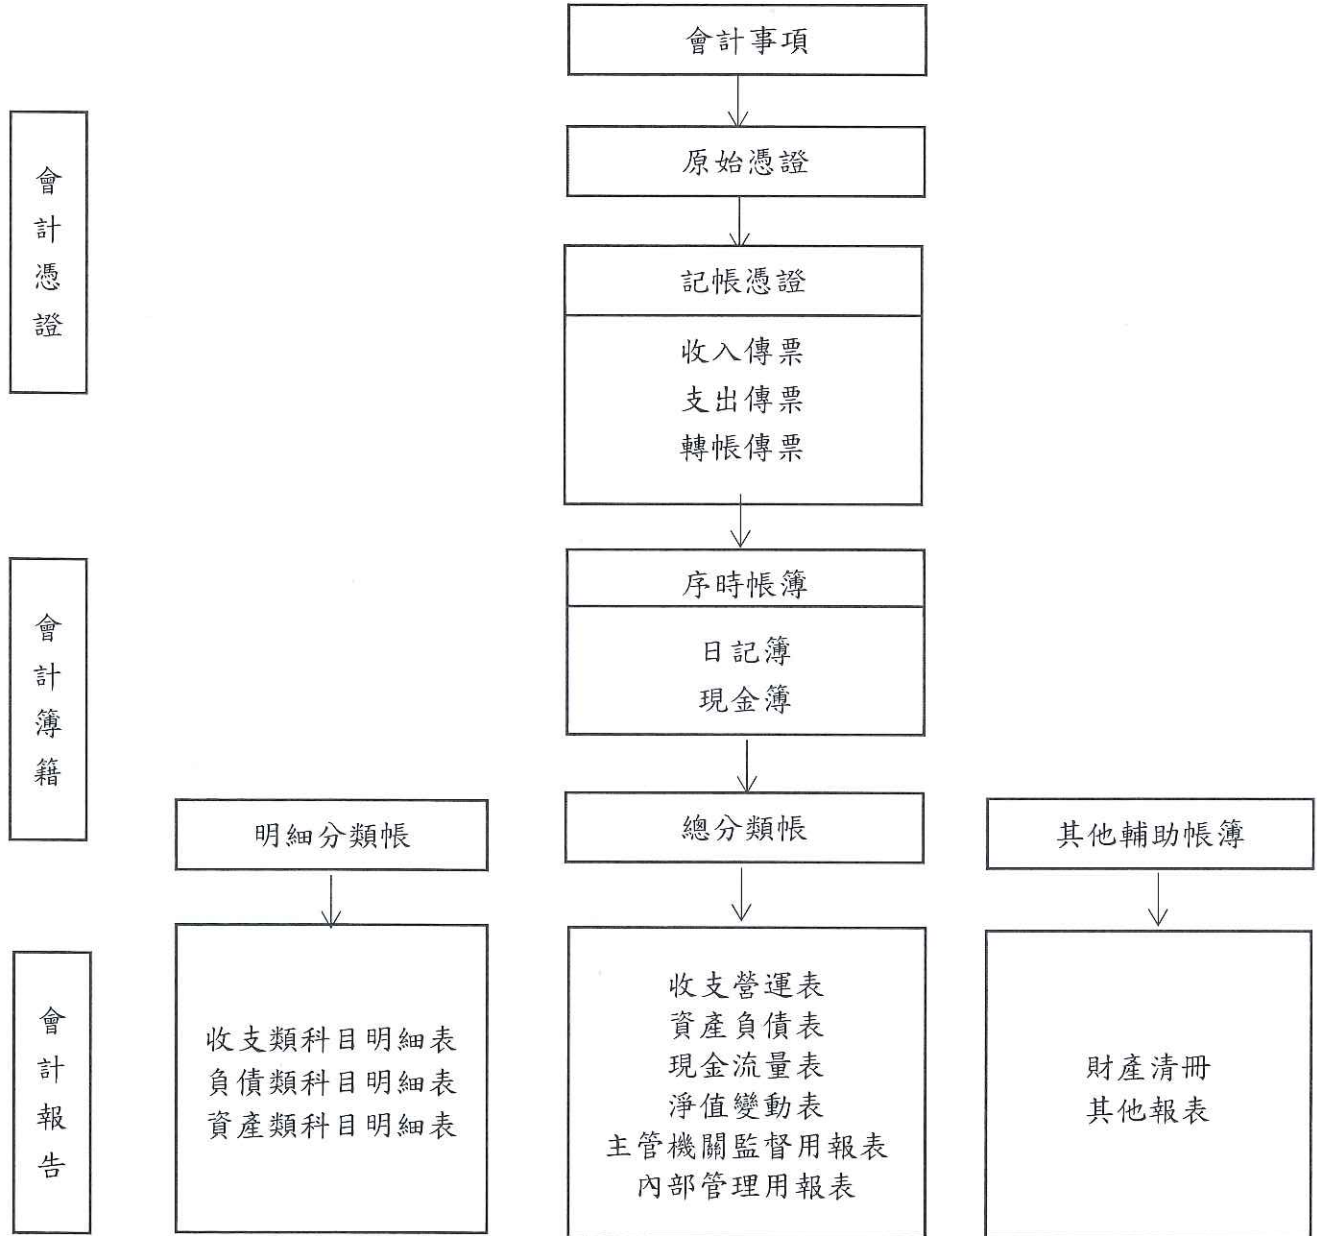 會計事項
會計憑證
原始憑證
記帳憑證
收入傳票
支出傳票
轉帳傳票
會計簿籍
序時帳簿
日記簿
現金簿
明細分類帳
總分類帳
其他輔助帳簿
會計報告
收支類科目明細表
負債類科目明細表
資產類科目明細表
收支營運表
資產負債表
現金流量表
淨值變動表
主管機關監督用報表
內部管理用報表
財產清冊
其他報表